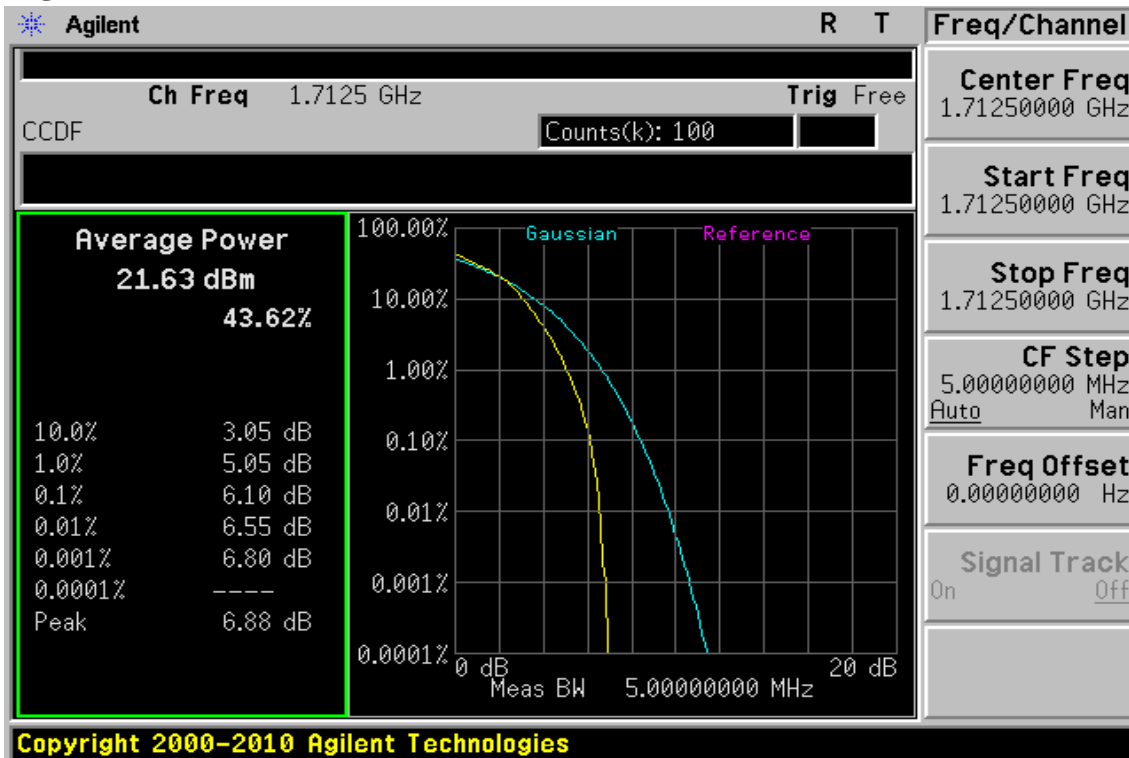 Agilent R T
Ch Freq 1.7125 GHz Trig Free
CCDF Counts(k): 100
Average Power
21.63 dBm
43.62%
10.0% 3.05 dB
1.0% 5.05 dB
0.1% 6.10 dB
0.01% 6.55 dB
0.001% 6.80 dB
0.0001% ----
Peak 6.88 dB
Gaussian Reference
100.00%
10.00%
1.00%
0.10%
0.01%
0.001%
0.0001%
0 dB 20 dB
Meas BW 5.00000000 MHz
Freq/Channel
Center Freq
1.71250000 GHz
Start Freq
1.71250000 GHz
Stop Freq
1.71250000 GHz
CF Step
5.00000000 MHz
Auto Man
Freq Offset
0.00000000 Hz
Signal Track
On Off
Copyright 2000-2010 Agilent Technologies